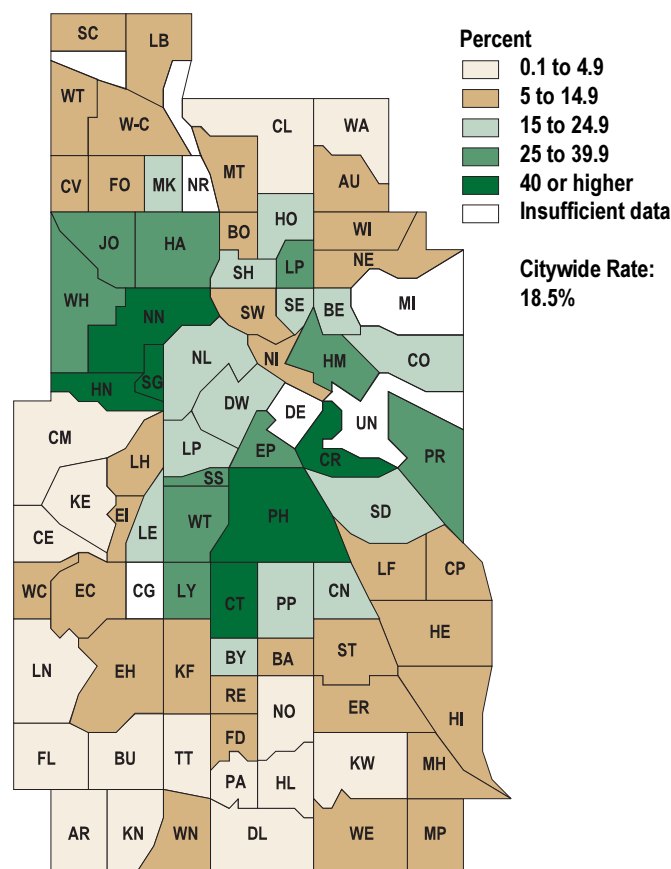 SC
LB
Percent
0.1 to 4.9
5 to 14.9
15 to 24.9
25 to 39.9
40 or higher
Insufficient data
Citywide Rate:
18.5%
WT
W-C
CL
WA
CV
FO
MK
NR
MT
AU
JO
HA
BO
HO
WI
SH
LP
NE
WH
NN
SW
SE
BE
MI
NL
NI
HM
CO
HN
SG
DW
DE
UN
CM
LH
LP
EP
CR
PR
KE
SS
EI
WT
PH
SD
CE
LE
WC
EC
CG
LY
CT
PP
CN
LF
CP
HE
LN
EH
KF
BY
BA
ST
RE
NO
ER
HI
FL
BU
TT
FD
PA
HL
KW
MH
AR
KN
WN
DL
WE
MP